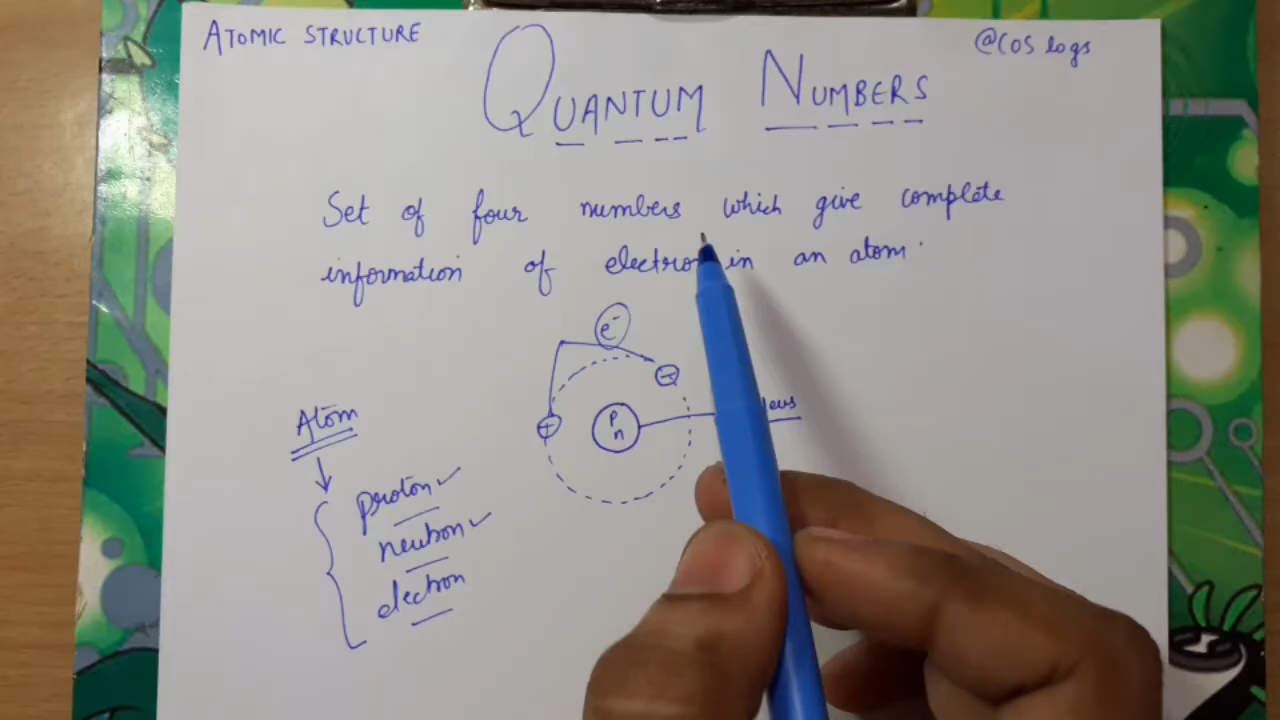 ATOMIC STRUCTURE
@COS logs
QUANTUM NUMBERS
Set of four numbers which give complete
information of electron in an atom.
e⁻
P
n
Atom
proton ✓
neutron ✓
electron